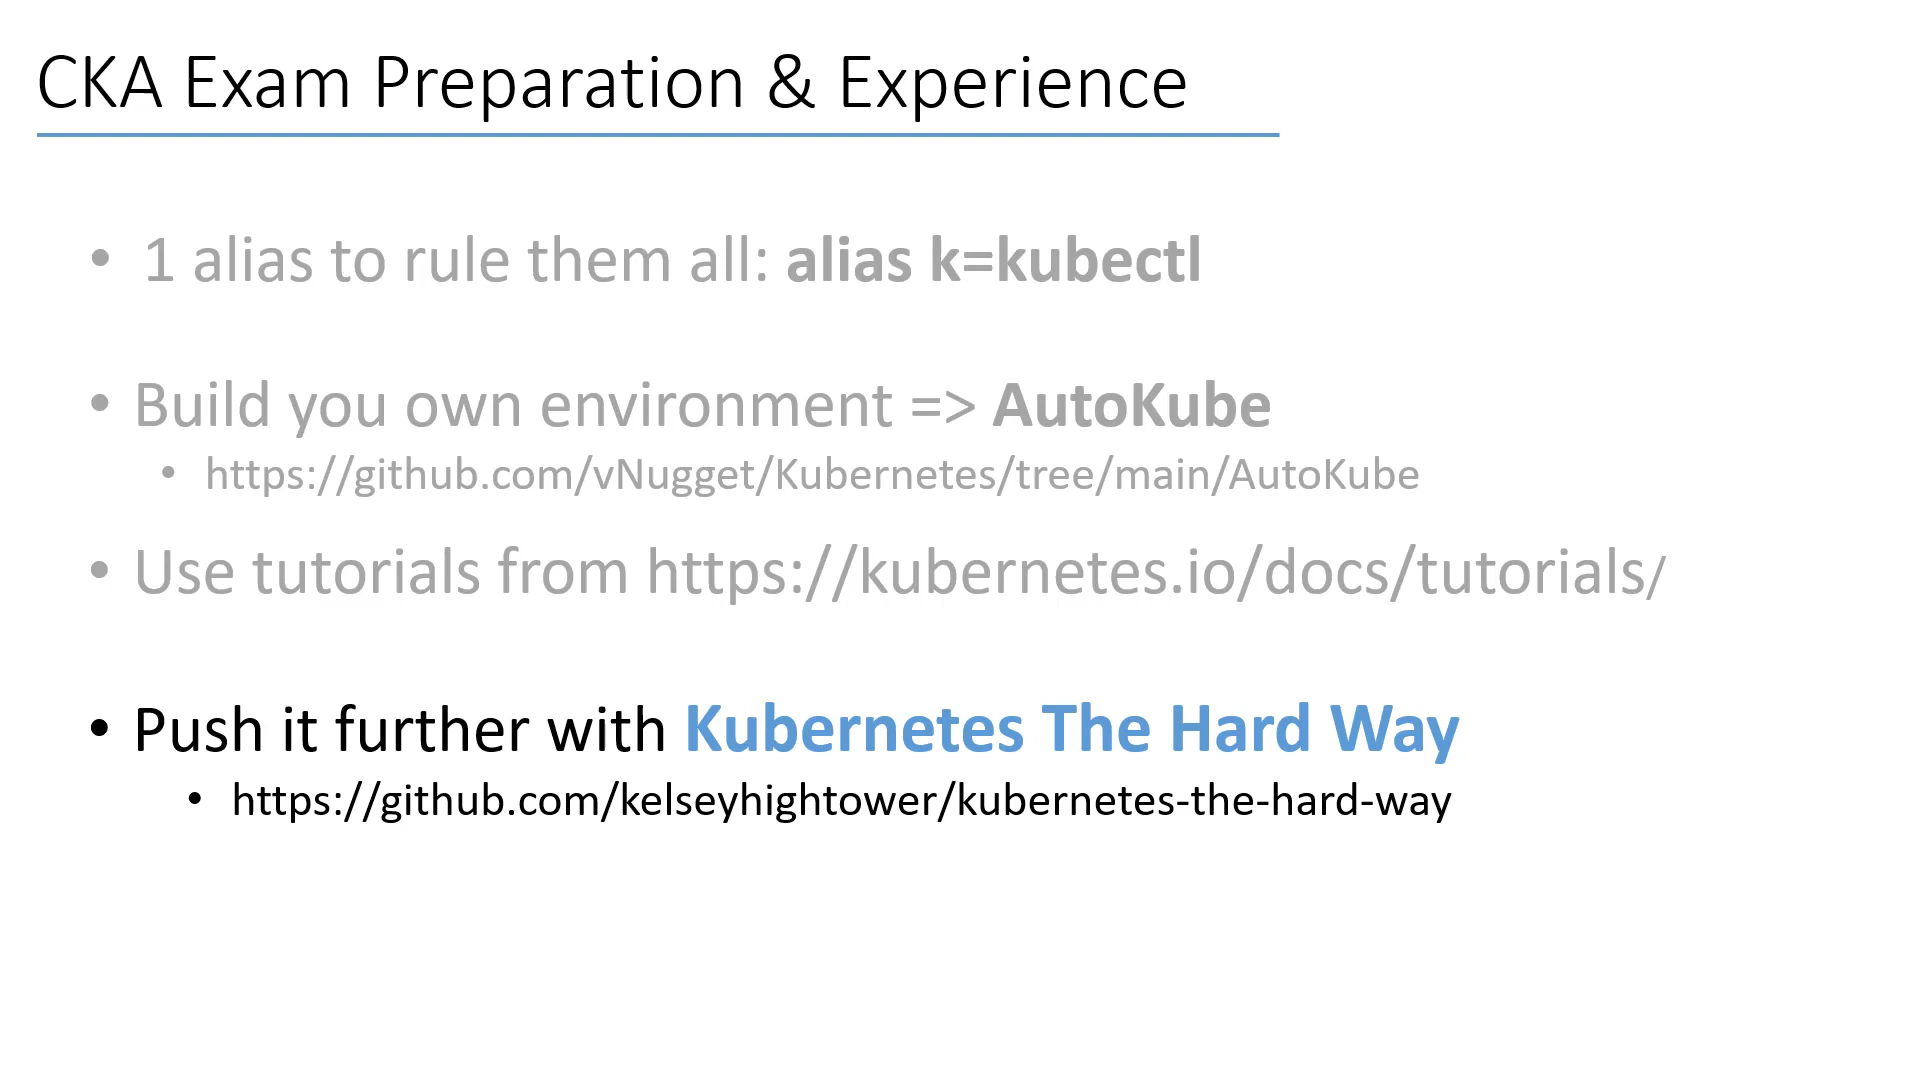 CKA Exam Preparation & Experience
• 1 alias to rule them all: alias k=kubectl
• Build you own environment => AutoKube
• https://github.com/vNugget/Kubernetes/tree/main/AutoKube
• Use tutorials from https://kubernetes.io/docs/tutorials/
• Push it further with Kubernetes The Hard Way
• https://github.com/kelseyhightower/kubernetes-the-hard-way